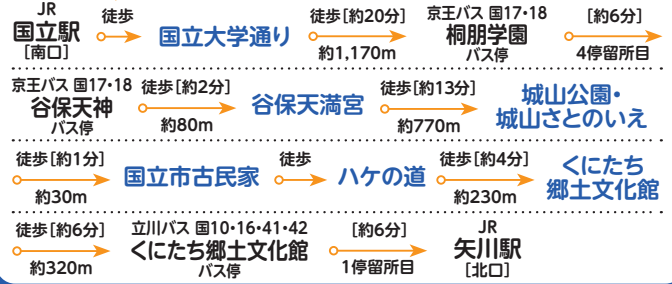 JR
国立駅
[南口]
徒歩
国立大学通り
徒歩[約20分]
約1,170m
京王バス 国17・18
桐朋学園
バス停
[約6分]
4停留所目
京王バス 国17・18
谷保天神
バス停
徒歩[約2分]
約80m
谷保天満宮
徒歩[約13分]
約770m
城山公園・
城山さとのいえ
徒歩[約1分]
約30m
国立市古民家
徒歩
ハケの道
徒歩[約4分]
約230m
くにたち
郷土文化館
徒歩[約6分]
約320m
立川バス 国10・16・41・42
くにたち郷土文化館
バス停
[約6分]
1停留所目
JR
矢川駅
[北口]